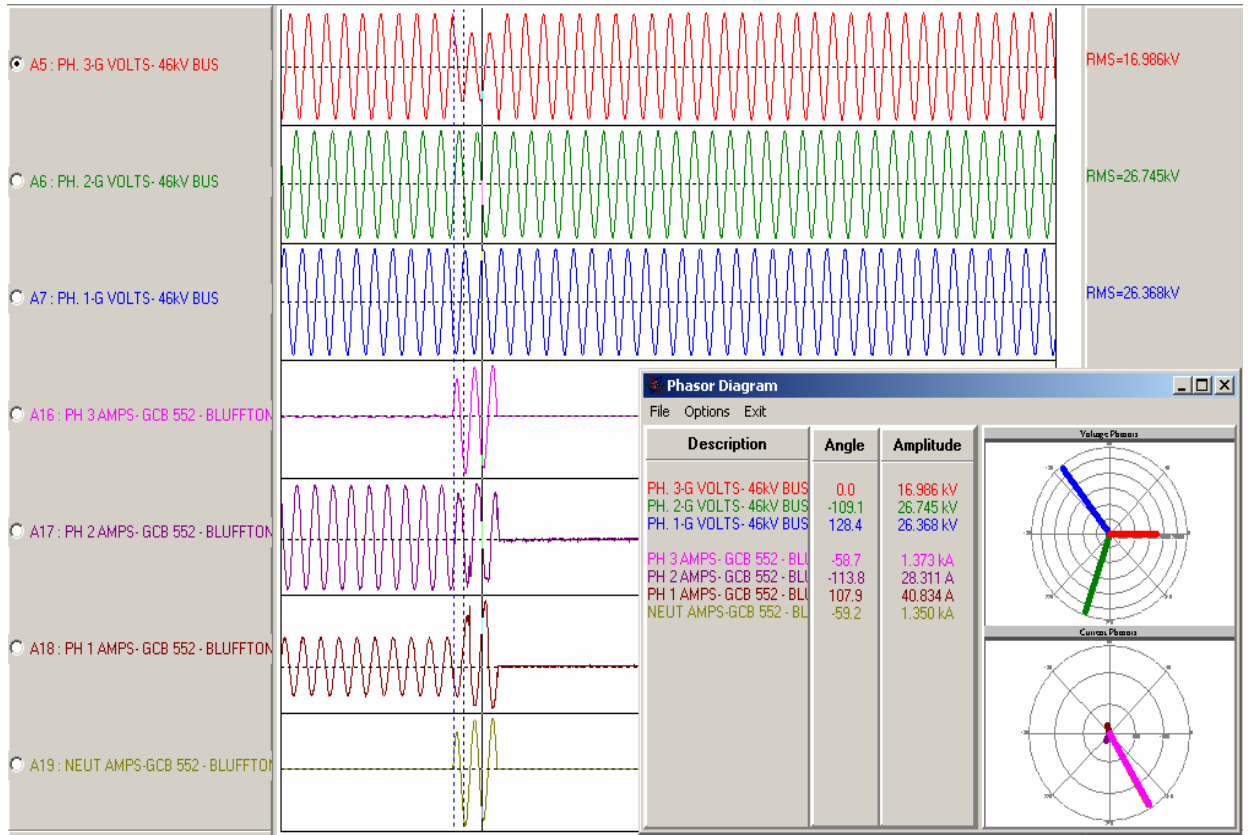 A5 : PH. 3-G VOLTS- 46kV BUS
RMS=16.986kV
A6 : PH. 2-G VOLTS- 46kV BUS
RMS=26.745kV
A7 : PH. 1-G VOLTS- 46kV BUS
RMS=26.368kV
A16 : PH 3 AMPS- GCB 552 - BLUFFTON
A17 : PH 2 AMPS- GCB 552 - BLUFFTON
A18 : PH 1 AMPS- GCB 552 - BLUFFTON
A19 : NEUT AMPS-GCB 552 - BLUFFTO
Phasor Diagram
File Options Exit
Description Angle Amplitude
PH. 3-G VOLTS- 46kV BUS 0.0 16.986 kV
PH. 2-G VOLTS- 46kV BUS -109.1 26.745 kV
PH. 1-G VOLTS- 46kV BUS 128.4 26.368 kV
PH 3 AMPS- GCB 552 - BLU -58.7 1.373 kA
PH 2 AMPS- GCB 552 - BLU -113.8 28.311 A
PH 1 AMPS- GCB 552 - BLU 107.9 40.834 A
NEUT AMPS-GCB 552 - BL -59.2 1.350 kA
Voltage Phasors
Current Phasors